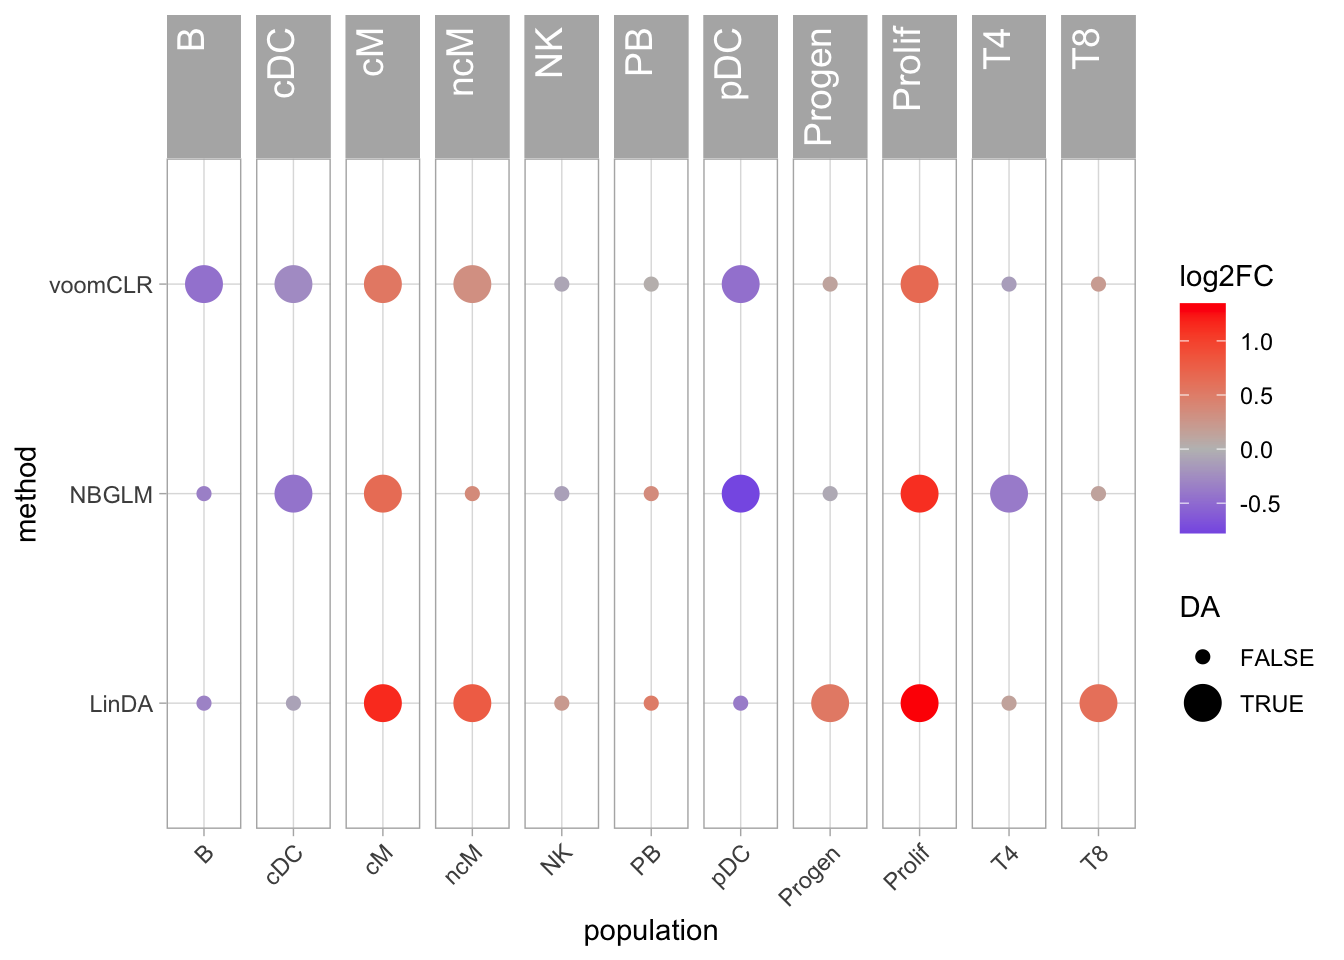 B
cDC
cM
ncM
NK
PB
pDC
Progen
Prolif
T4
T8
voomCLR
NBGLM
LinDA
method
B
cDC
cM
ncM
NK
PB
pDC
Progen
Prolif
T4
T8
population
log2FC
1.0
0.5
0.0
-0.5
DA
FALSE
TRUE